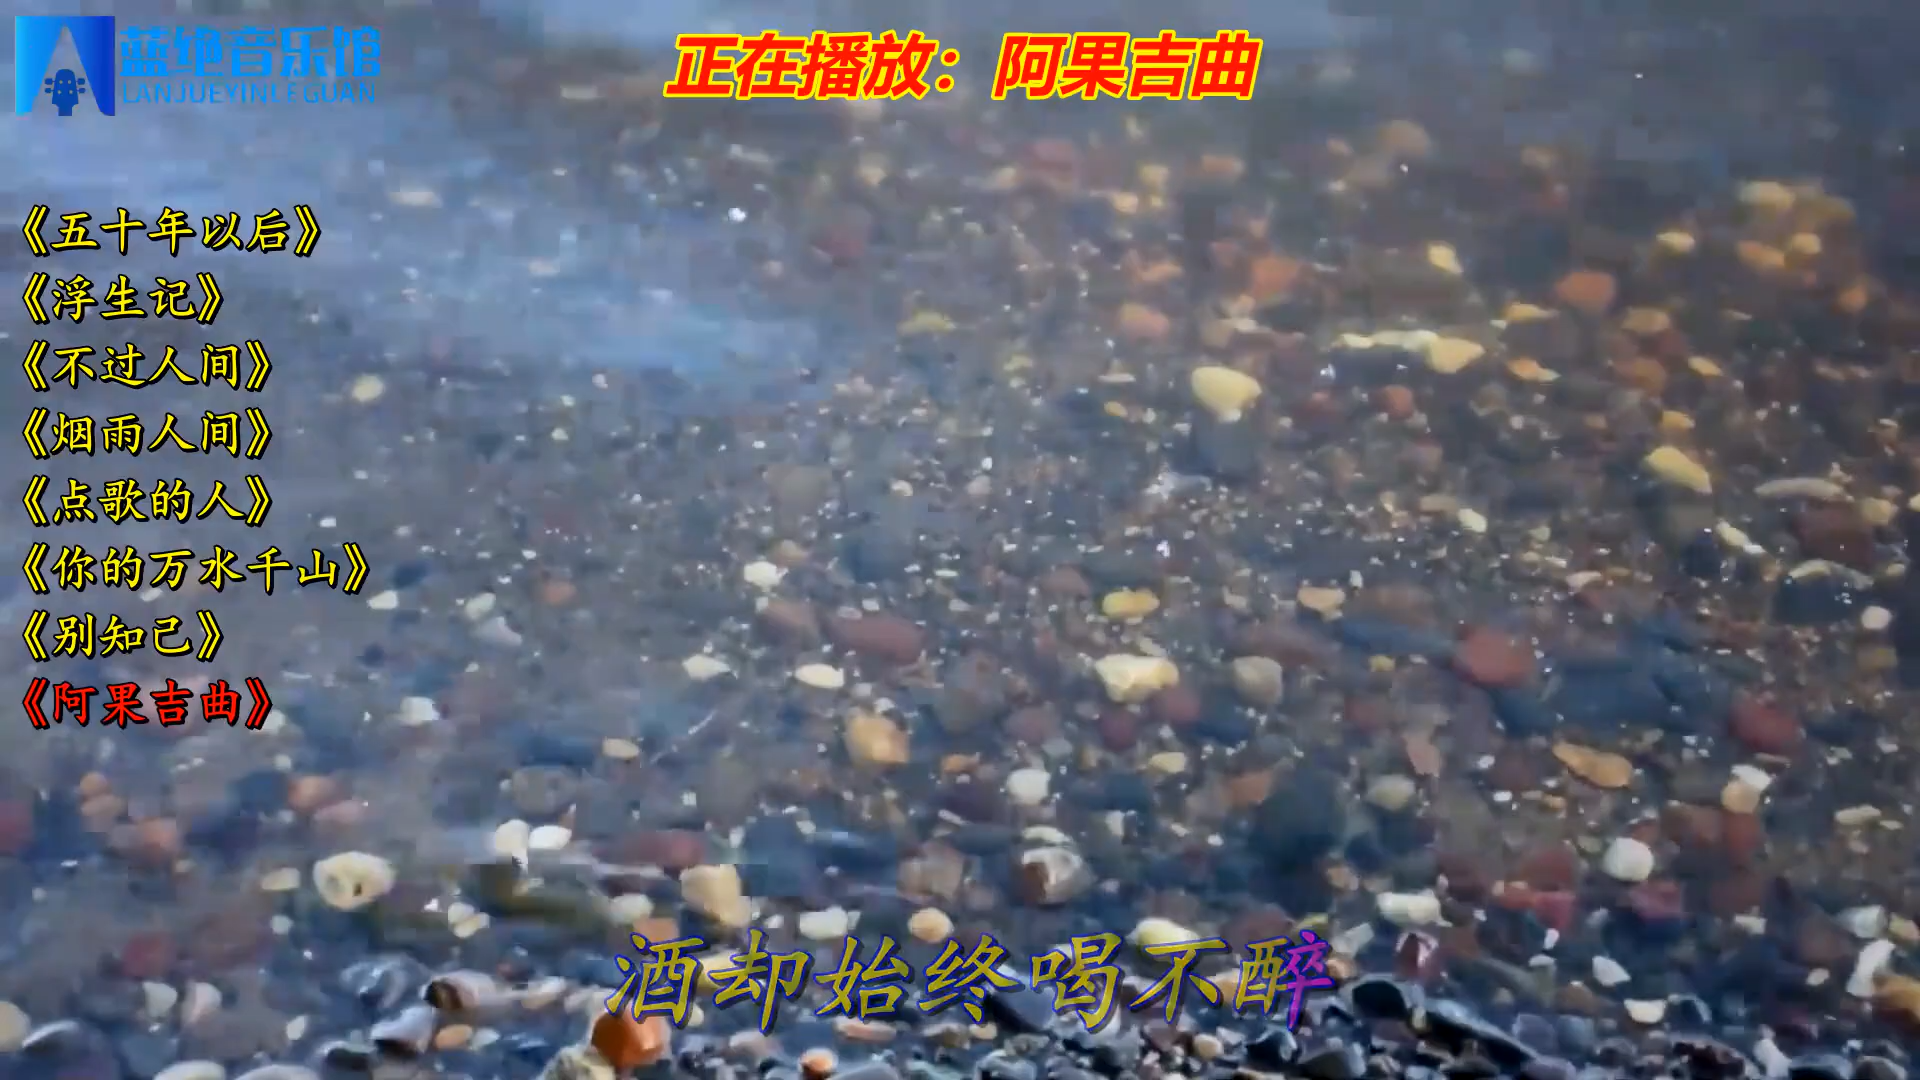 蓝绝音乐馆
LANJUEYINLEGUAN
正在播放：阿果吉曲
《五十年以后》
《浮生记》
《不过人间》
《烟雨人间》
《点歌的人》
《你的万水千山》
《别知己》
《阿果吉曲》
酒却始终喝不醉